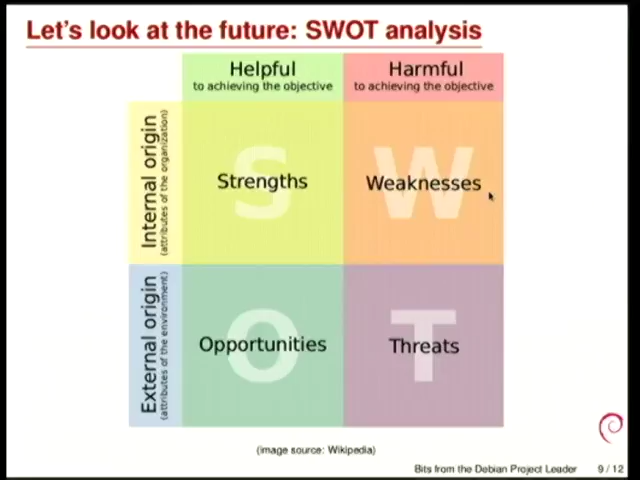 Let's look at the future: SWOT analysis
Helpful
to achieving the objective
Harmful
to achieving the objective
Internal origin
(attributes of the organization)
S
Strengths
W
Weaknesses
External origin
(attributes of the environment)
O
Opportunities
T
Threats
(image source: Wikipedia)
Bits from the Debian Project Leader
9 / 12